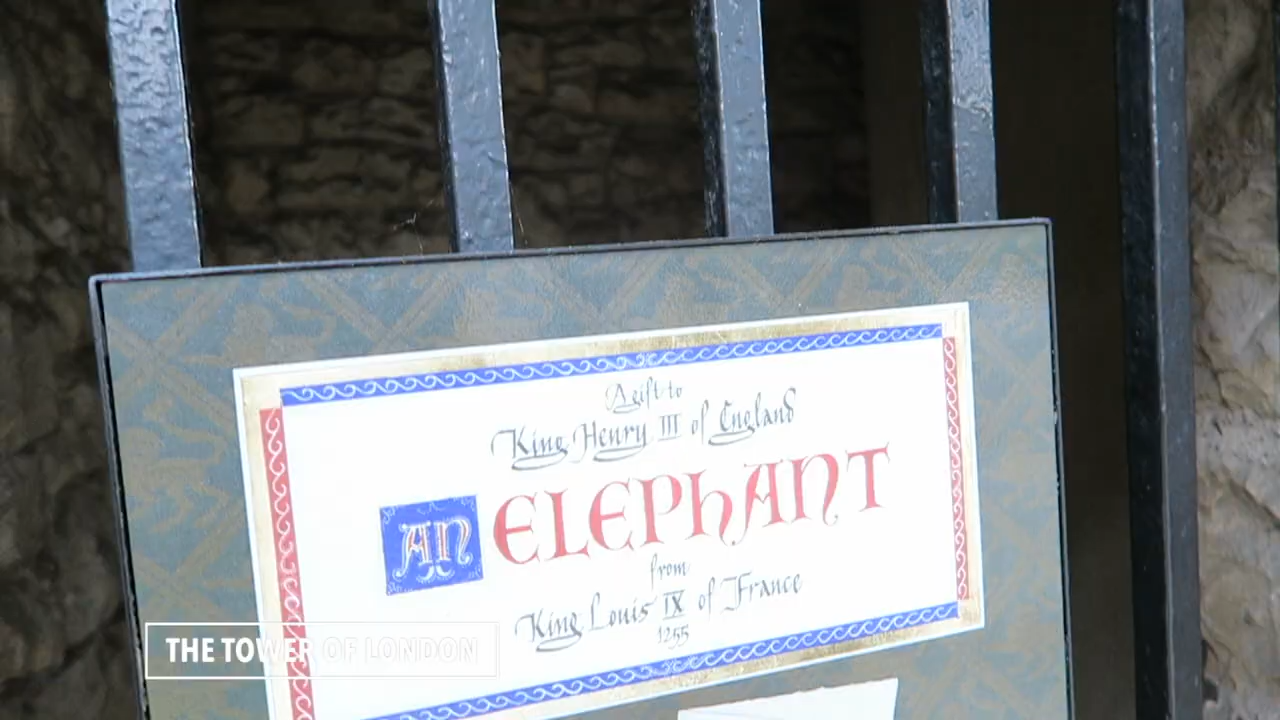 A gift to
King Henry III of England
AN ELEPHANT
from
King Louis IX of France
1255
THE TOWER OF LONDON